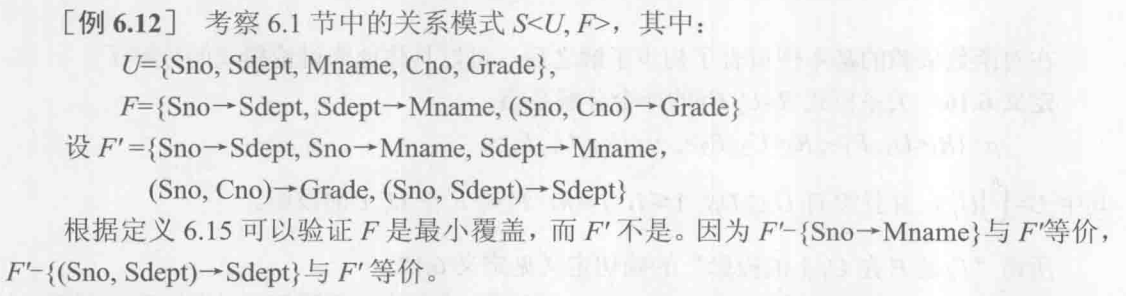 [例 6.12] 考察 6.1 节中的关系模式 S<U, F>，其中：
U={Sno, Sdept, Mname, Cno, Grade},
F={Sno→Sdept, Sdept→Mname, (Sno, Cno)→Grade}
设 F′={Sno→Sdept, Sno→Mname, Sdept→Mname,
(Sno, Cno)→Grade, (Sno, Sdept)→Sdept}
根据定义 6.15 可以验证 F 是最小覆盖，而 F′ 不是。因为 F′−{Sno→Mname}与 F′等价，
F′−{(Sno, Sdept)→Sdept}与 F′ 等价。